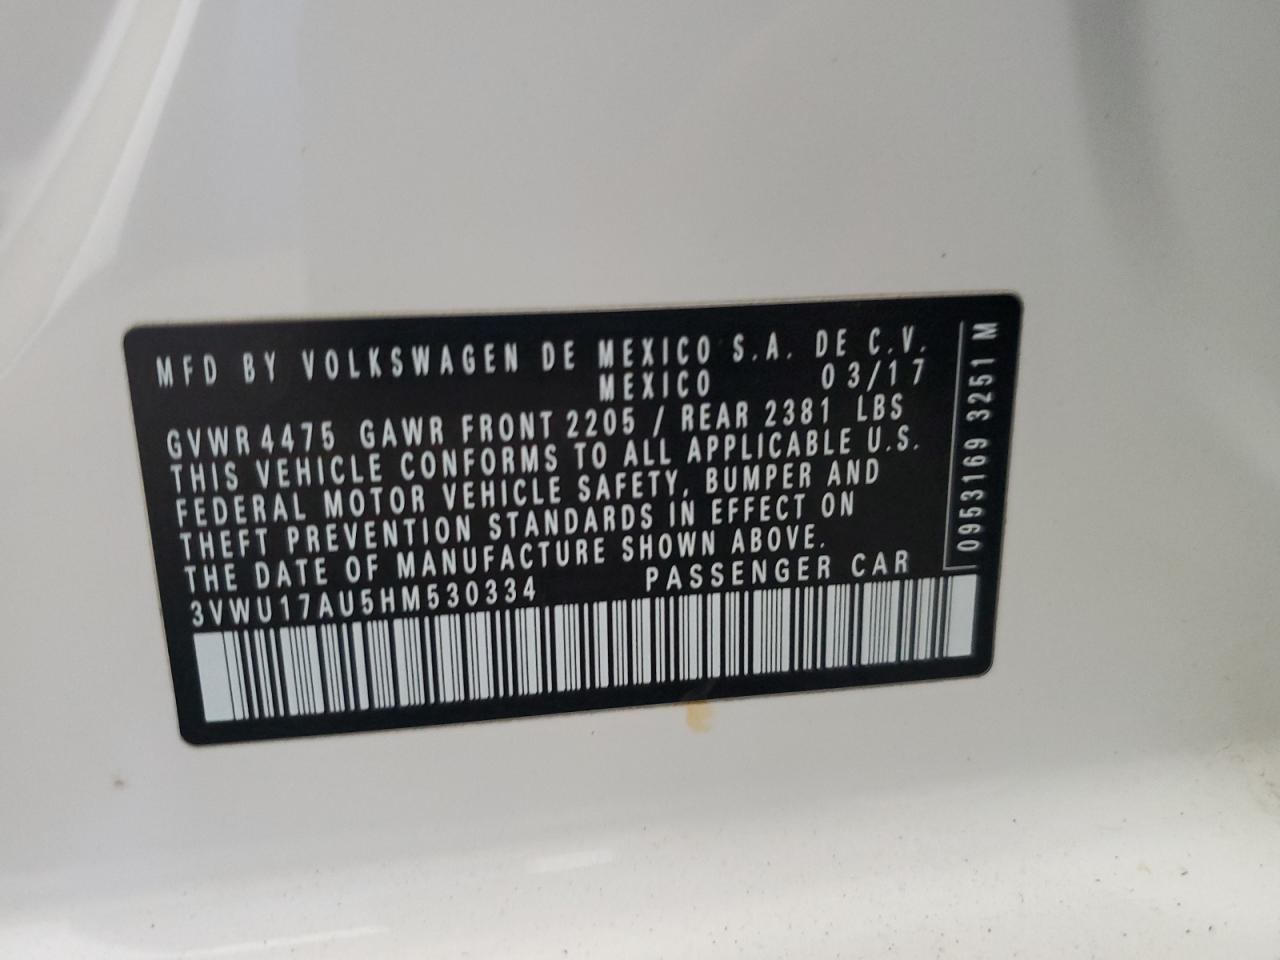 MFD BY VOLKSWAGEN DE MEXICO S.A. DE C.V.
MEXICO 03/17
GVWR 4475 GAWR FRONT 2205 / REAR 2381 LBS
THIS VEHICLE CONFORMS TO ALL APPLICABLE U.S.
FEDERAL MOTOR VEHICLE SAFETY, BUMPER AND
THEFT PREVENTION STANDARDS IN EFFECT ON
THE DATE OF MANUFACTURE SHOWN ABOVE.
3VWU17AU5HM530334 PASSENGER CAR
0953169 3251 M